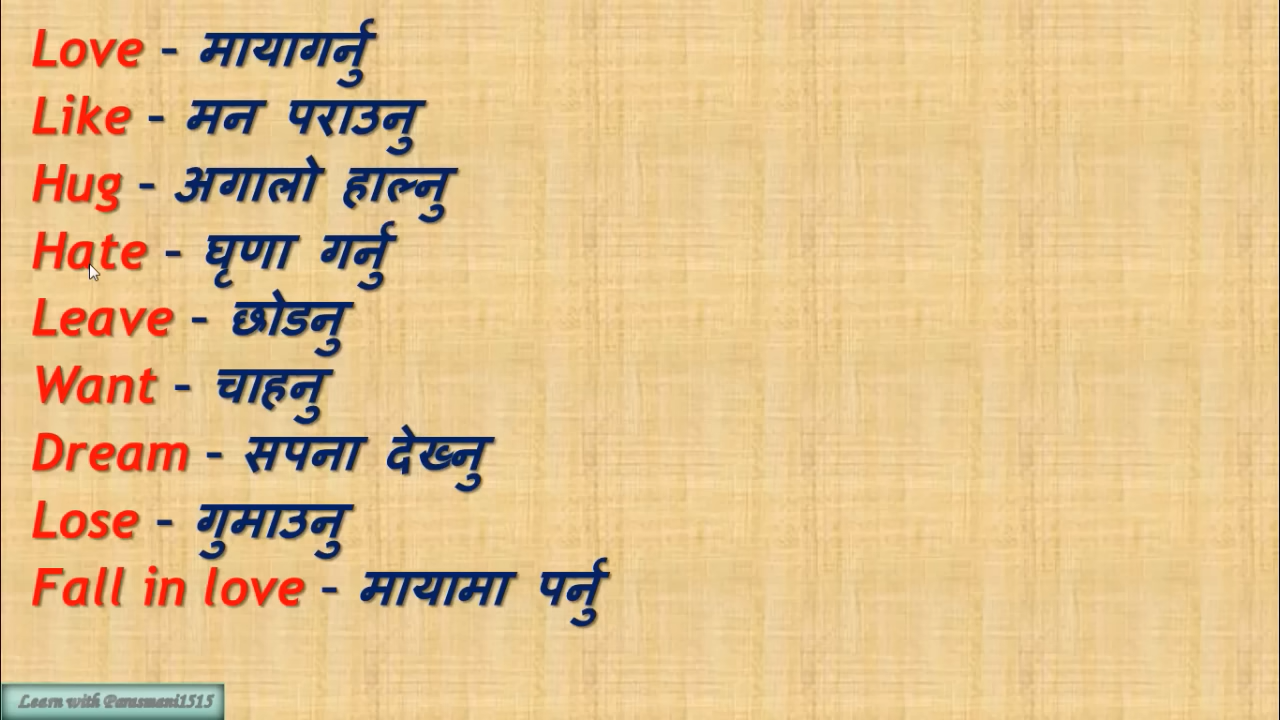 Love – मायागर्नु
Like – मन पराउनु
Hug – अगालो हाल्नु
Hate – घृणा गर्नु
Leave – छोडनु
Want – चाहनु
Dream – सपना देख्नु
Lose – गुमाउनु
Fall in love – मायामा पर्नु
Learn with Parasmani1515